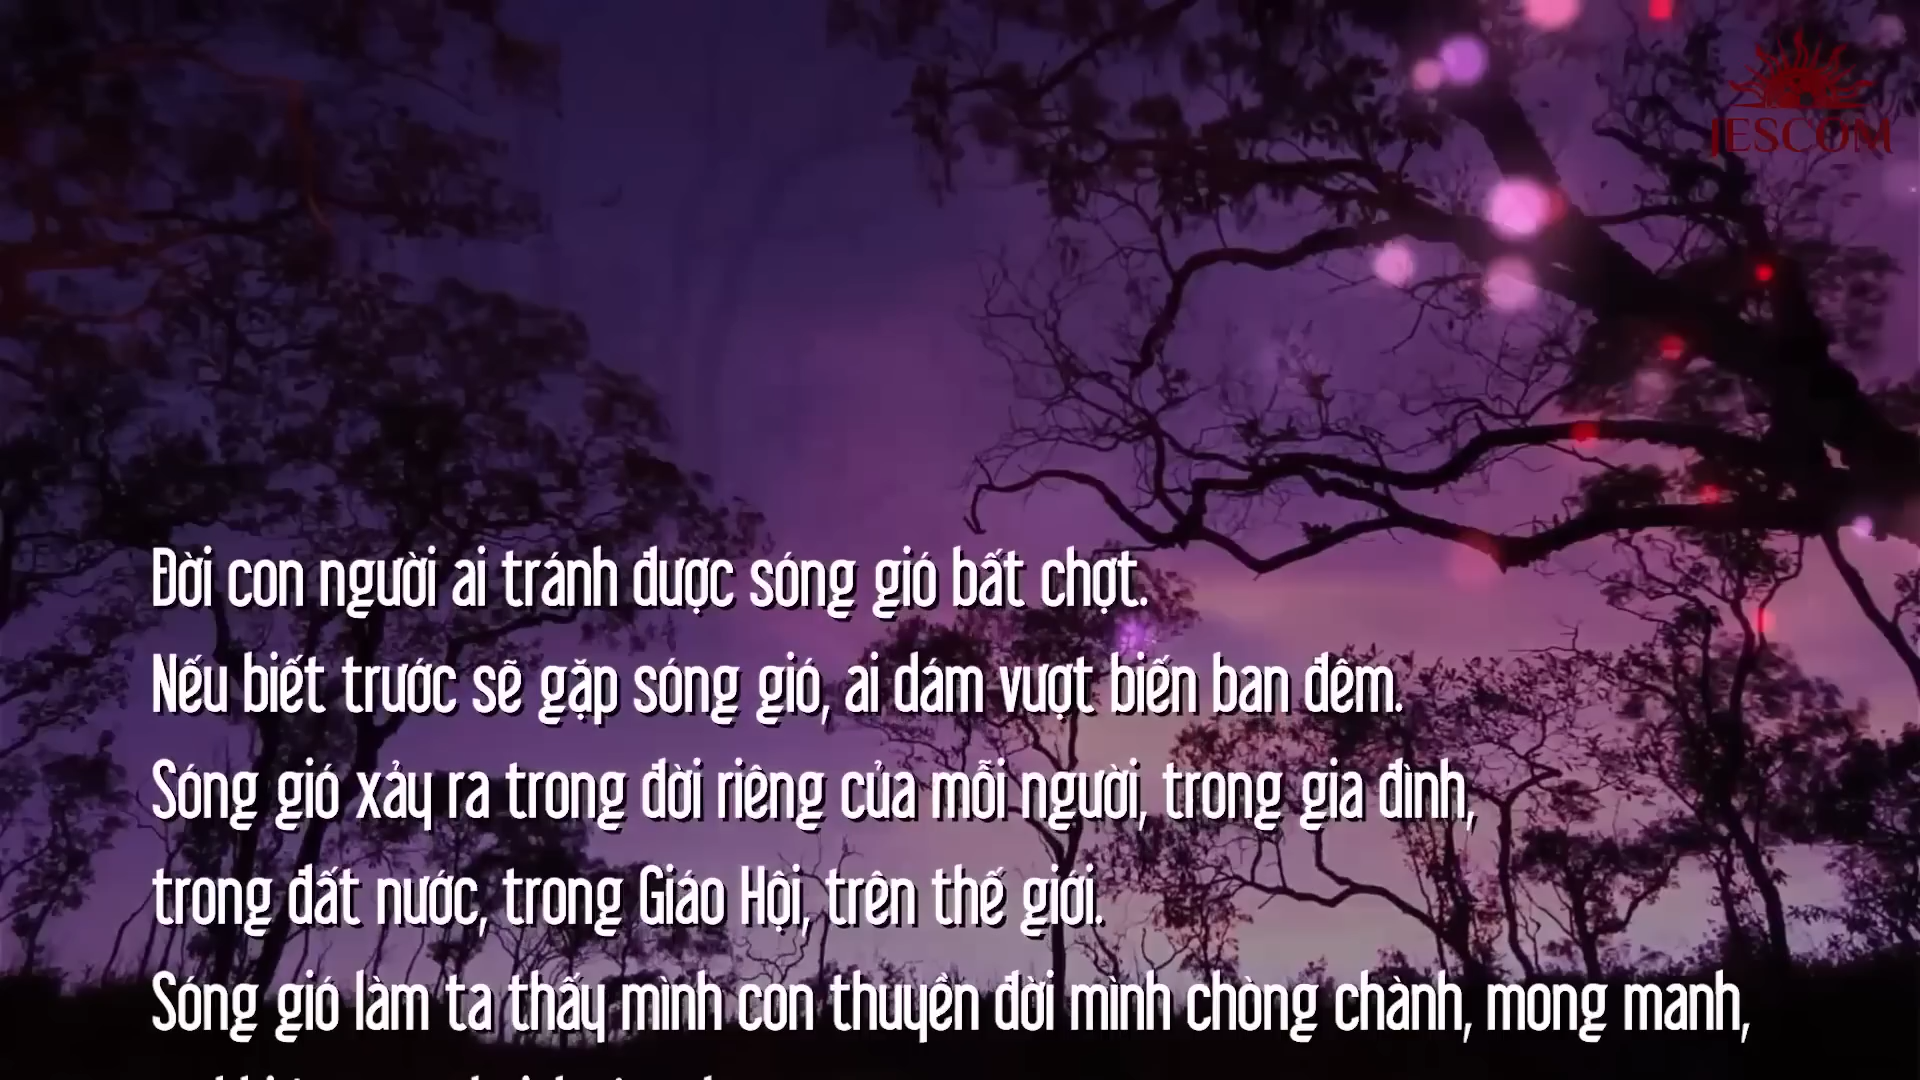 JESCOM
Đời con người ai tránh được sóng gió bất chợt.
Nếu biết trước sẽ gặp sóng gió, ai dám vượt biển ban đêm.
Sóng gió xảy ra trong đời riêng của mỗi người, trong gia đình,
trong đất nước, trong Giáo Hội, trên thế giới.
Sóng gió làm ta thấy mình con thuyền đời mình chòng chành, mong manh,